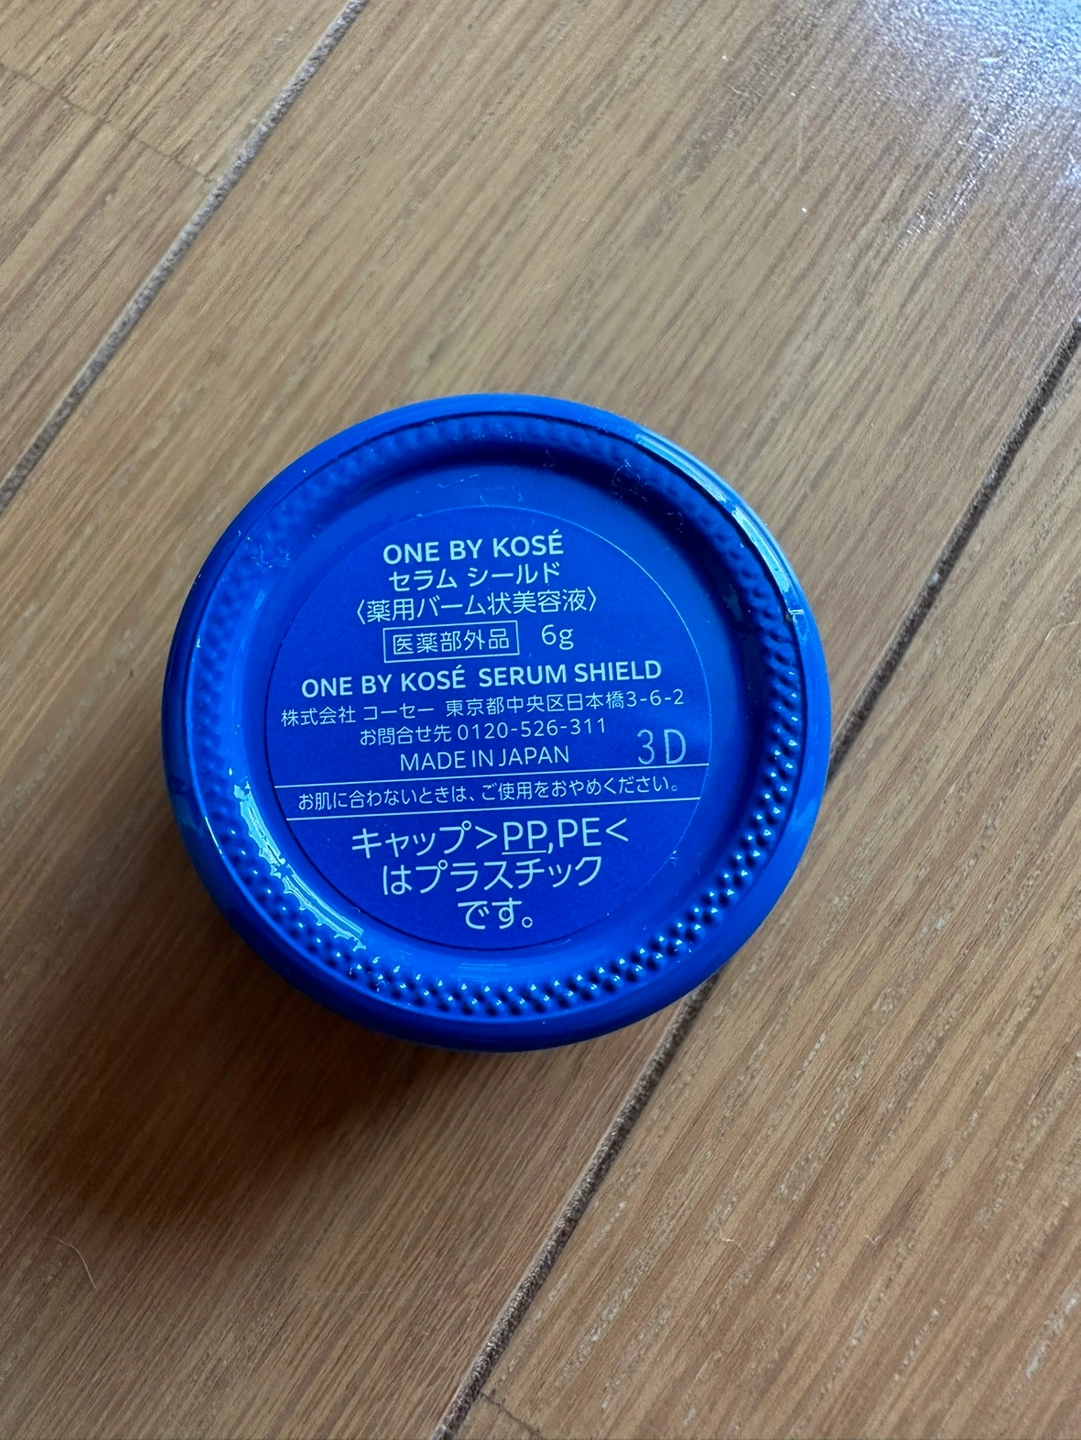 ONE BY KOSÉ
セラム シールド
〈薬用バーム状美容液〉
医薬部外品 6g
ONE BY KOSÉ SERUM SHIELD
株式会社 コーセー 東京都中央区日本橋3-6-2
お問合せ先 0120-526-311
MADE IN JAPAN 3D
お肌に合わないときは、ご使用をおやめください。
キャップ>PP,PE<
はプラスチック
です。